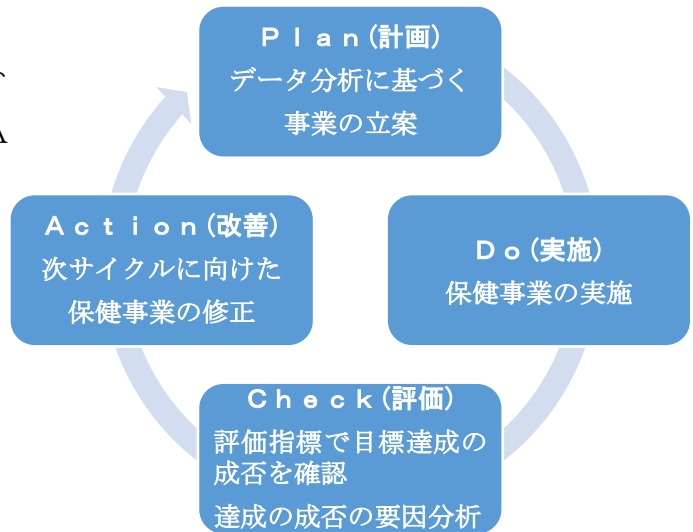 、
A
Ｐｌａｎ(計画)
データ分析に基づく
事業の立案
Ｄｏ(実施)
保健事業の実施
Ｃｈｅｃｋ(評価)
評価指標で目標達成の
成否を確認
達成の成否の要因分析
Ａｃｔｉｏｎ(改善)
次サイクルに向けた
保健事業の修正